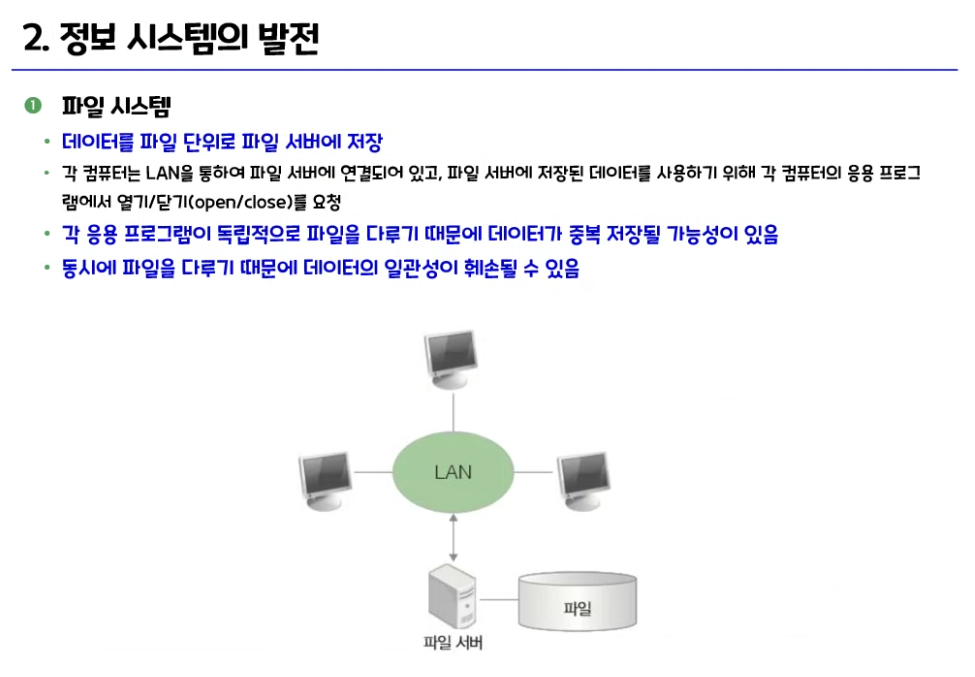 2. 정보 시스템의 발전
❶ 파일 시스템
• 데이터를 파일 단위로 파일 서버에 저장
• 각 컴퓨터는 LAN을 통하여 파일 서버에 연결되어 있고, 파일 서버에 저장된 데이터를 사용하기 위해 각 컴퓨터의 응용 프로그
램에서 열기/닫기(open/close)를 요청
• 각 응용 프로그램이 독립적으로 파일을 다루기 때문에 데이터가 중복 저장될 가능성이 있음
• 동시에 파일을 다루기 때문에 데이터의 일관성이 훼손될 수 있음
LAN
파일
파일 서버